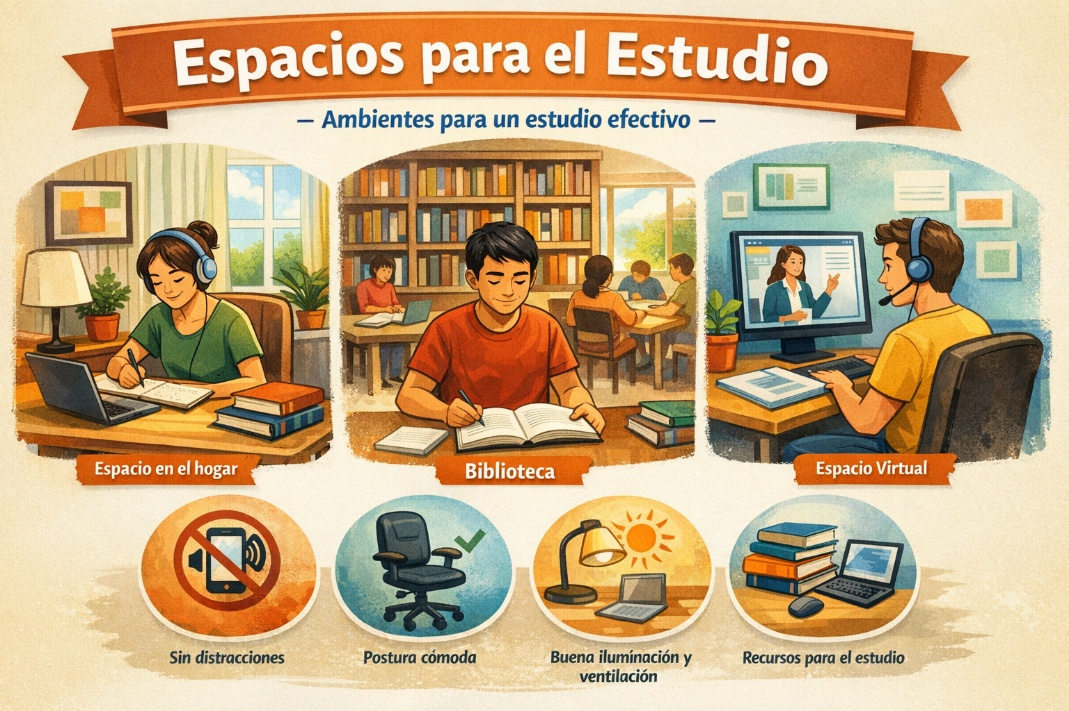 Espacios para el Estudio
– Ambientes para un estudio efectivo –
Espacio en el hogar
Biblioteca
Espacio Virtual
Sin distracciones
Postura cómoda
Buena iluminación y
ventilación
Recursos para el estudio